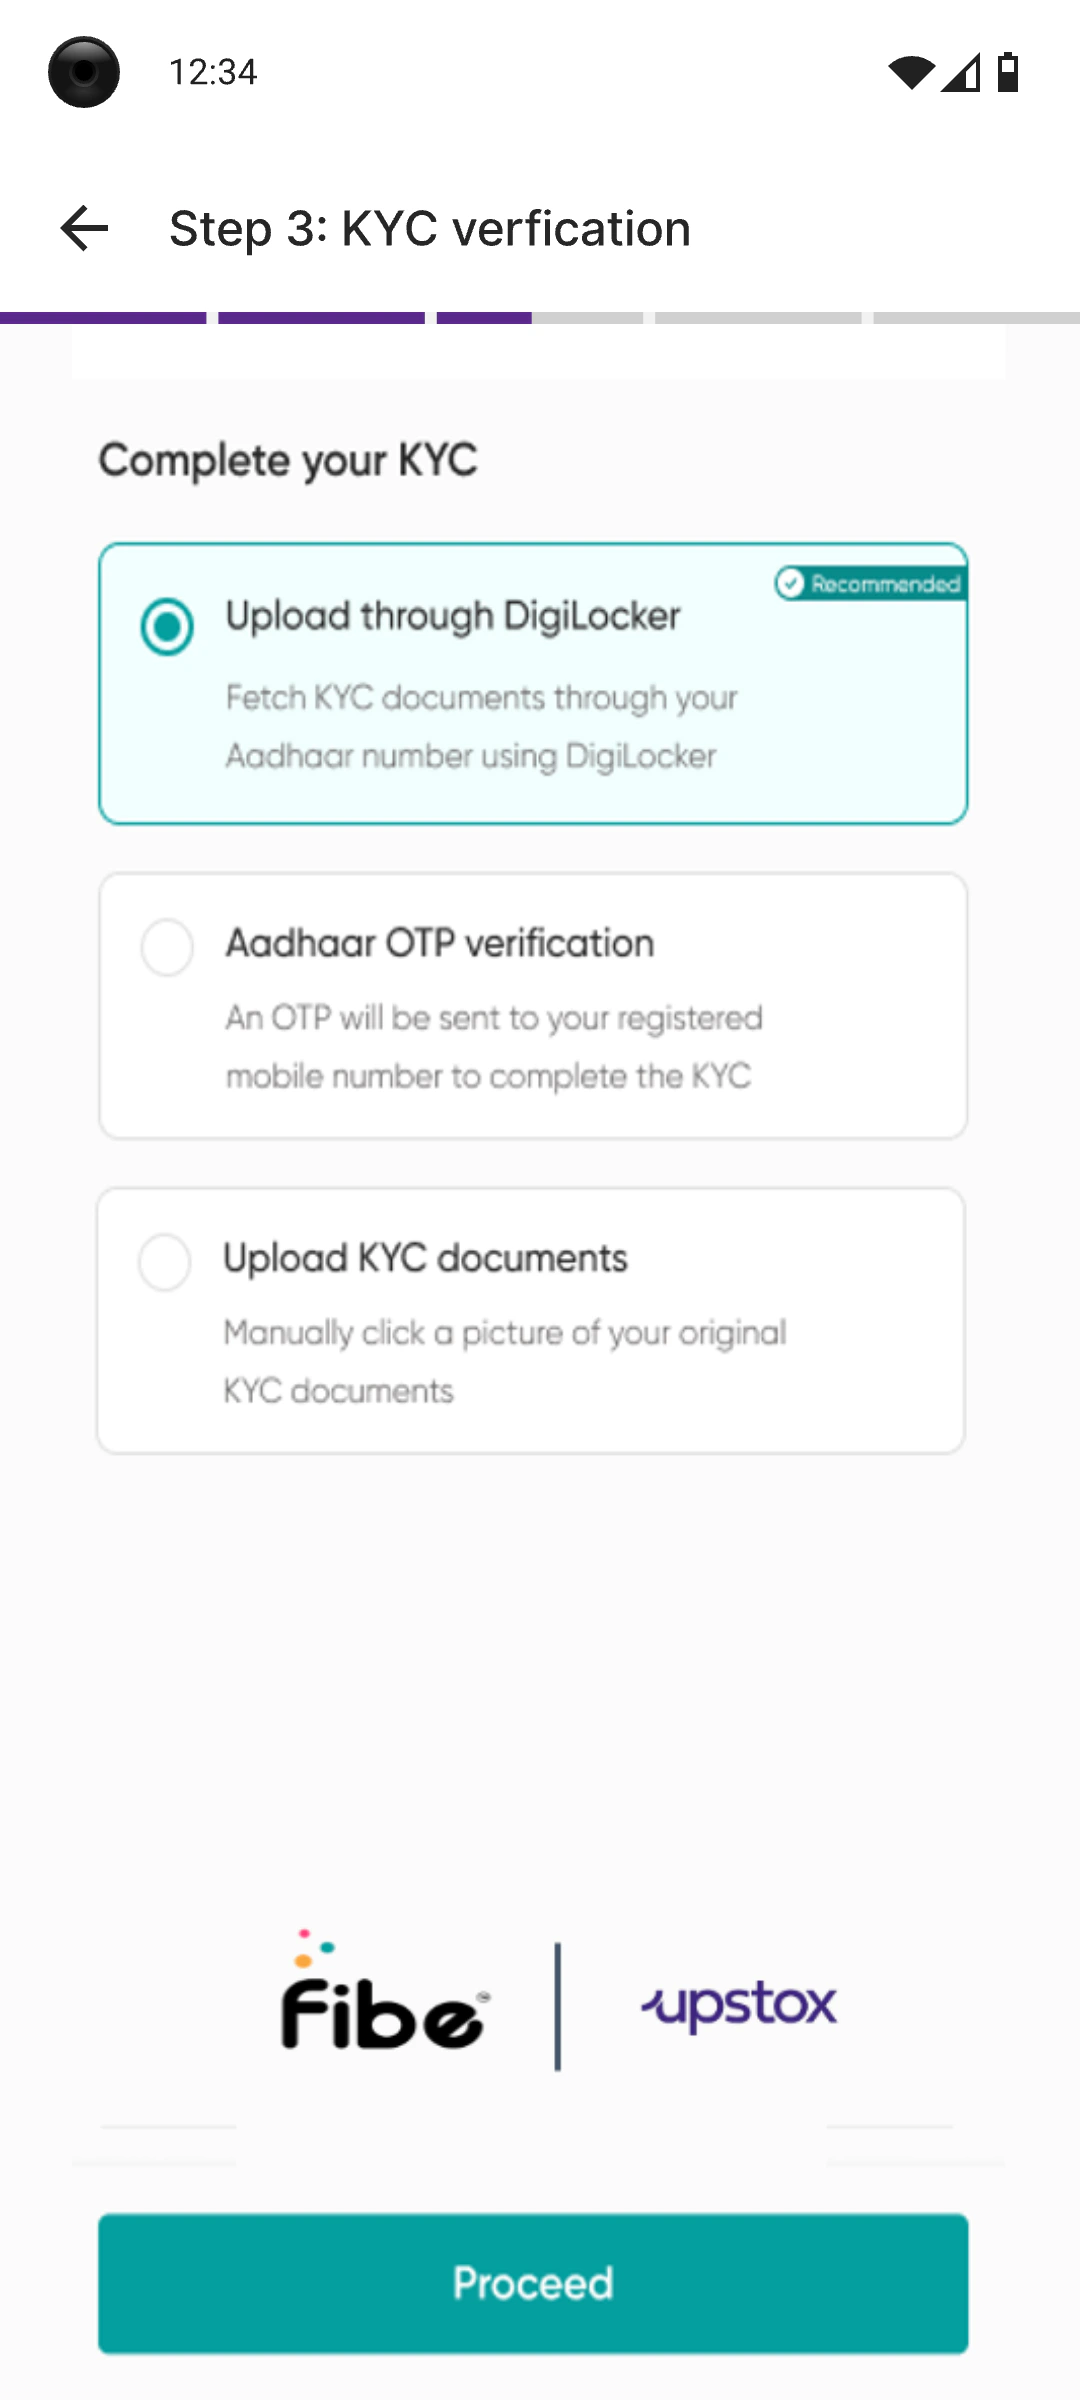 12:34
Step 3: KYC verfication
Complete your KYC
Recommended
Upload through DigiLocker
Fetch KYC documents through your
Aadhaar number using DigiLocker
Aadhaar OTP verification
An OTP will be sent to your registered
mobile number to complete the KYC
Upload KYC documents
Manually click a picture of your original
KYC documents
Fibe upstox
Proceed